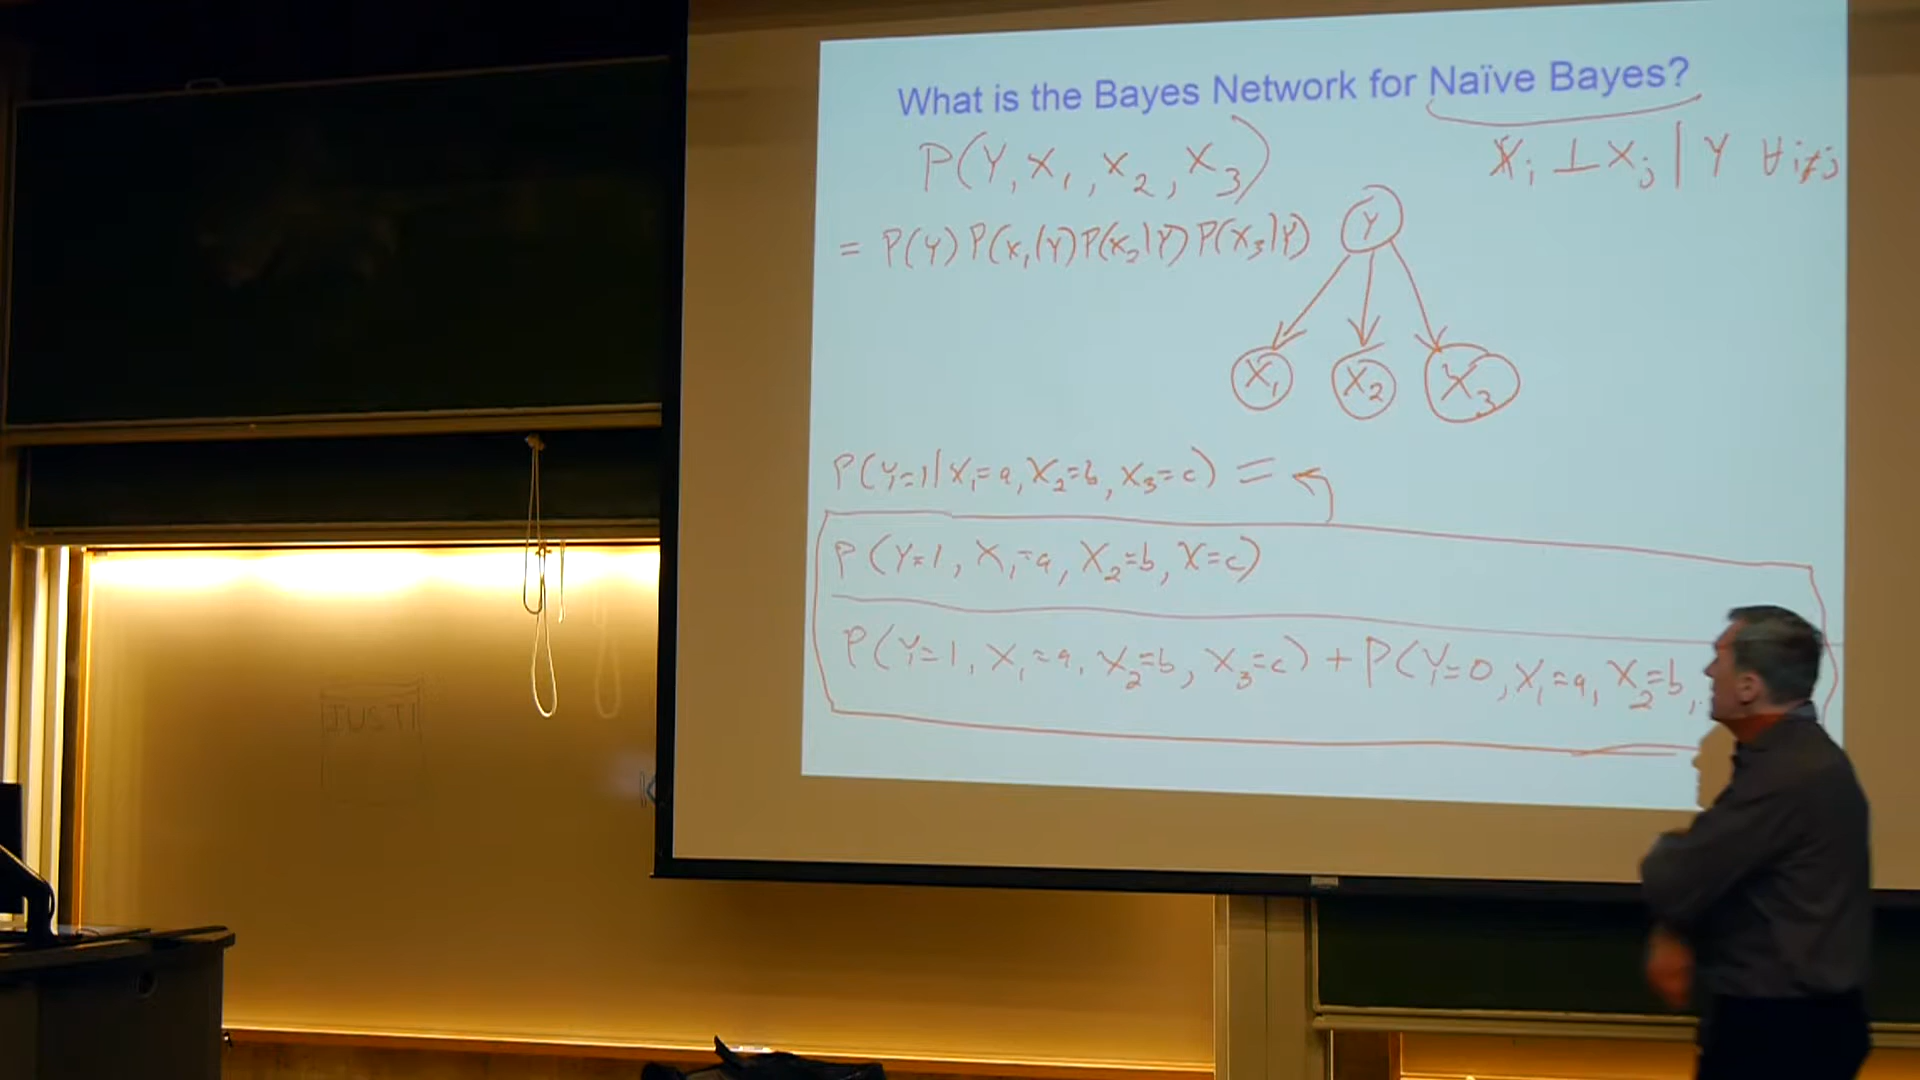 What is the Bayes Network for Naïve Bayes?
P(Y, X₁, X₂, X₃)
Xᵢ ⊥ Xⱼ | Y ∀ i≠j
= P(Y) P(X₁|Y) P(X₂|Y) P(X₃|Y)
Y
X₁ X₂ X₃
P(Y=1|X₁=a, X₂=b, X₃=c) =
P(Y=1, X₁=a, X₂=b, X=c)
P(Y=1, X₁=a, X₂=b, X₃=c) + P(Y=0, X₁=a, X₂=b,
JUSTI
K